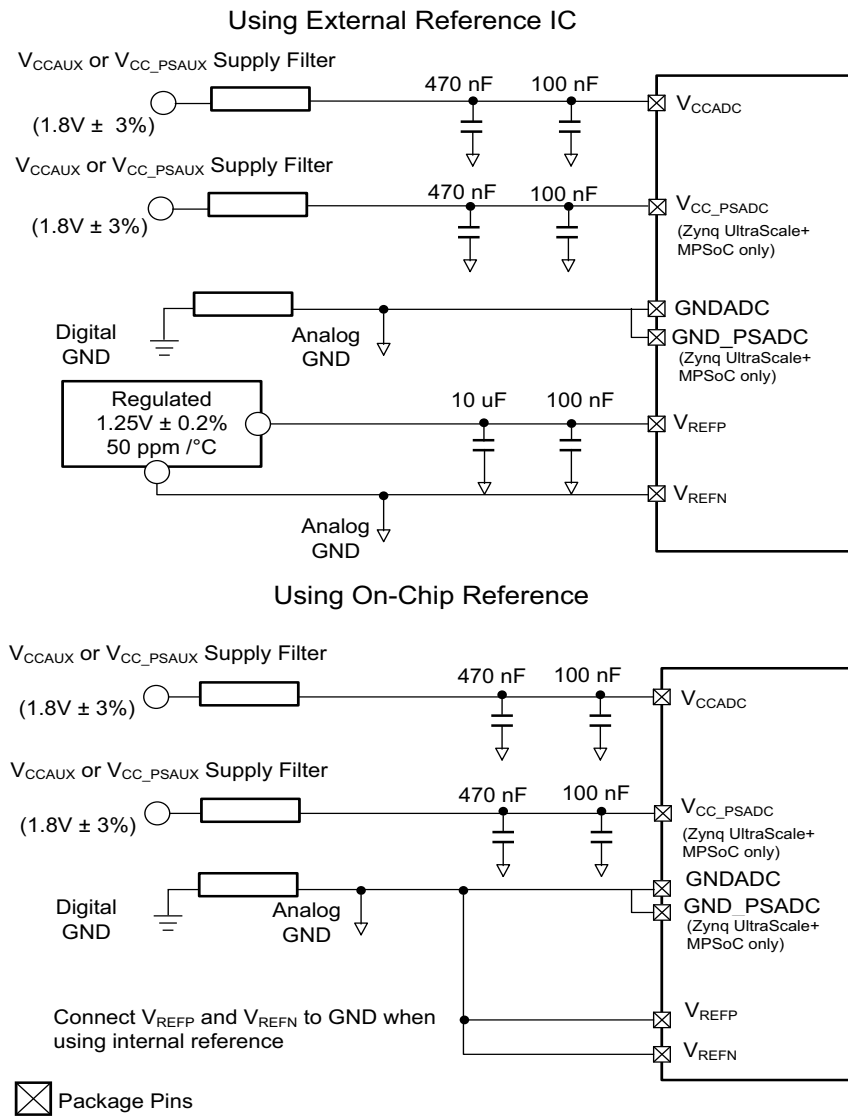 Using External Reference IC
VCCAUX or VCC_PSAUX Supply Filter
470 nF 100 nF
(1.8V ± 3%)
VCCADC
VCCAUX or VCC_PSAUX Supply Filter
470 nF 100 nF
(1.8V ± 3%)
VCC_PSADC
(Zynq UltraScale+
MPSoC only)
GNDADC
Digital
GND
Analog
GND
GND_PSADC
(Zynq UltraScale+
MPSoC only)
Regulated
1.25V ± 0.2%
50 ppm /°C
10 uF 100 nF
VREFP
VREFN
Analog
GND
Using On-Chip Reference
VCCAUX or VCC_PSAUX Supply Filter
470 nF 100 nF
(1.8V ± 3%)
VCCADC
VCCAUX or VCC_PSAUX Supply Filter
470 nF 100 nF
(1.8V ± 3%)
VCC_PSADC
(Zynq UltraScale+
MPSoC only)
GNDADC
Digital
GND
Analog
GND
GND_PSADC
(Zynq UltraScale+
MPSoC only)
Connect VREFP and VREFN to GND when
using internal reference
VREFP
VREFN
Package Pins